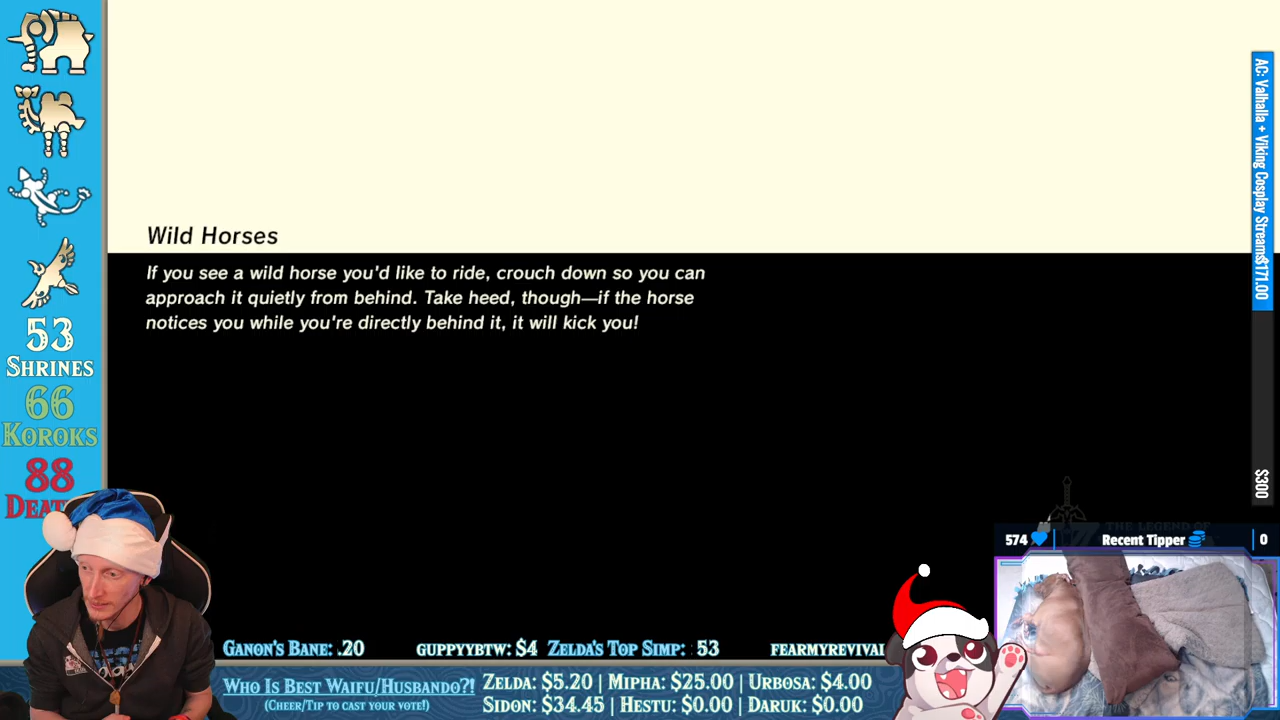 Wild Horses
If you see a wild horse you'd like to ride, crouch down so you can
approach it quietly from behind. Take heed, though—if the horse
notices you while you're directly behind it, it will kick you!
53
SHRINES
66
KOROKS
88
AC: Valhalla + Viking Cosplay Streams $171.00
$300
THE LEGEND OF
574
Recent Tipper
0
GANON'S BANE: .20 GUPPYYBTW: $4 ZELDA'S TOP SIMP: 53 FEARMYREVIVAL
WHO IS BEST WAIFU/HUSBANDO?!
(CHEER/TIP TO CAST YOUR VOTE!)
ZELDA: $5.20 | MIPHA: $25.00 | URBOSA: $4.00
SIDON: $34.45 | HESTU: $0.00 | DARUK: $0.00